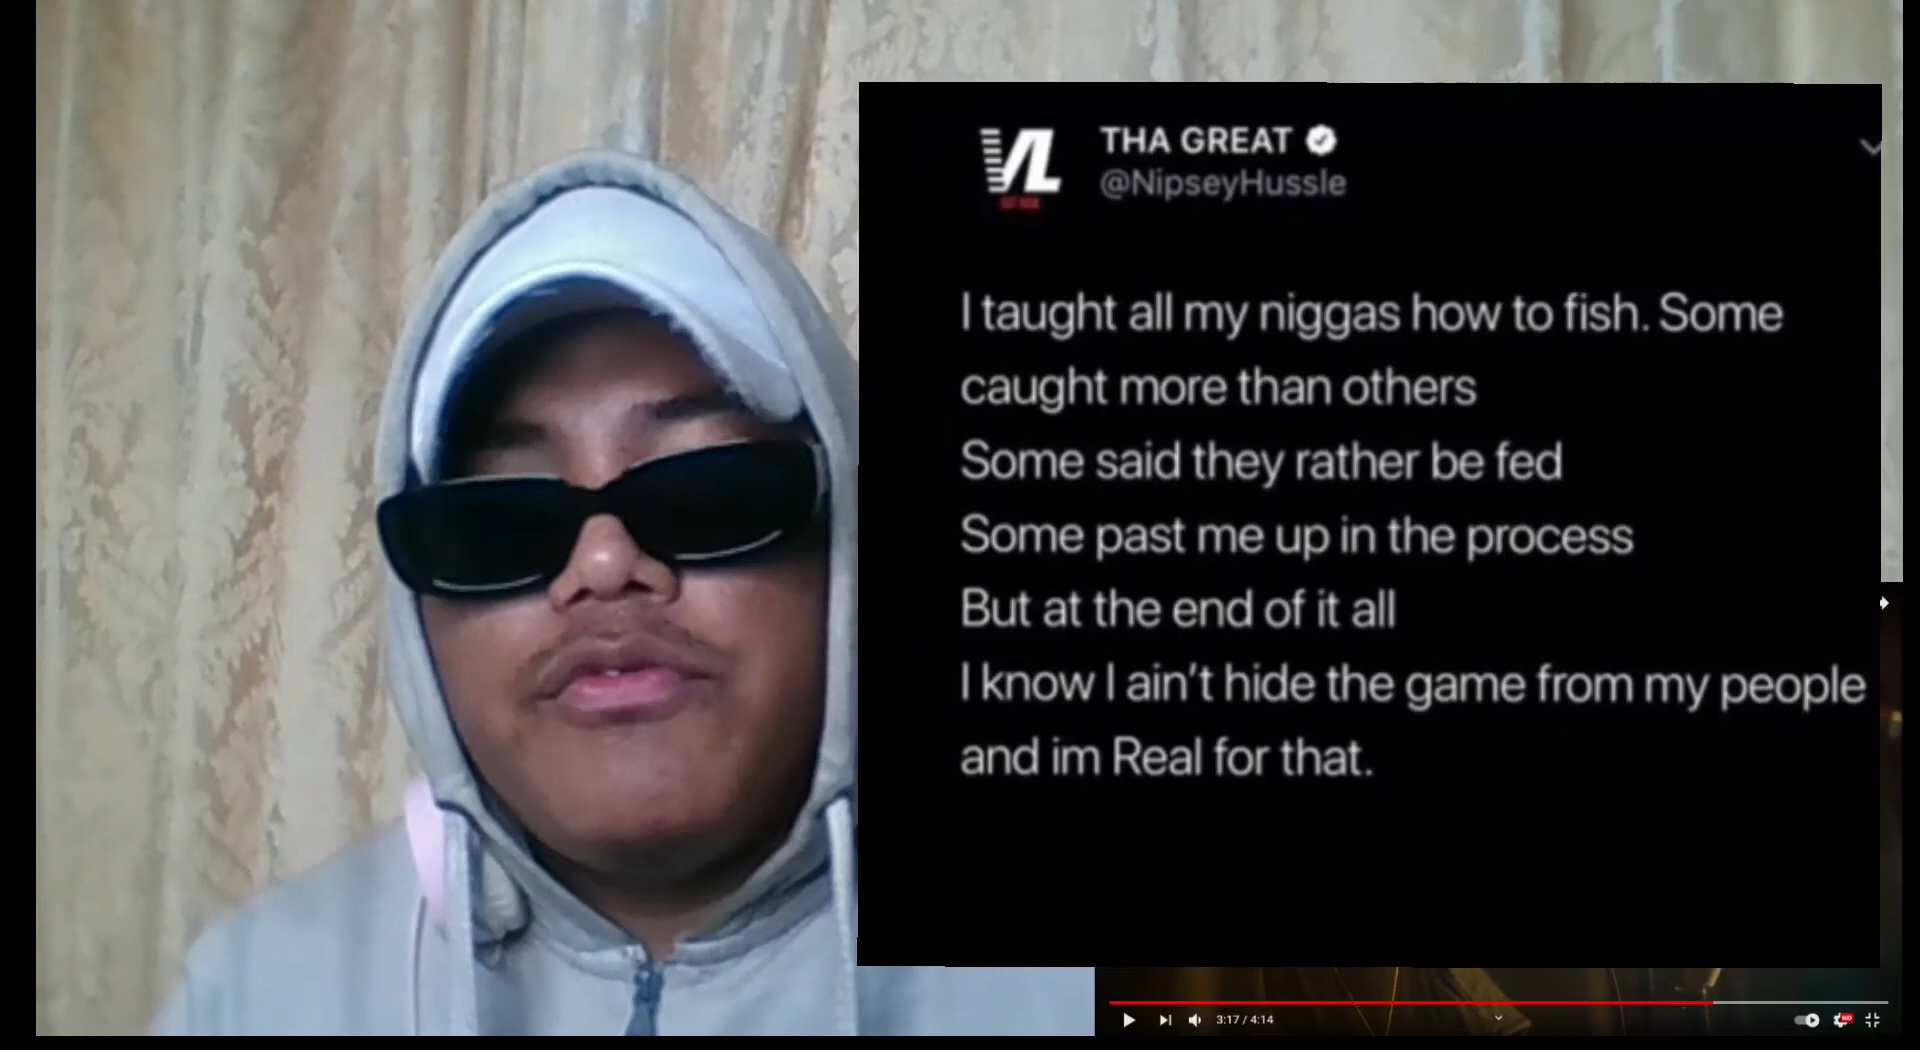 THA GREAT
@NipseyHussle
I taught all my niggas how to fish. Some
caught more than others
Some said they rather be fed
Some past me up in the process
But at the end of it all
I know I ain't hide the game from my people
and im Real for that.
3:17 / 4:14
HD